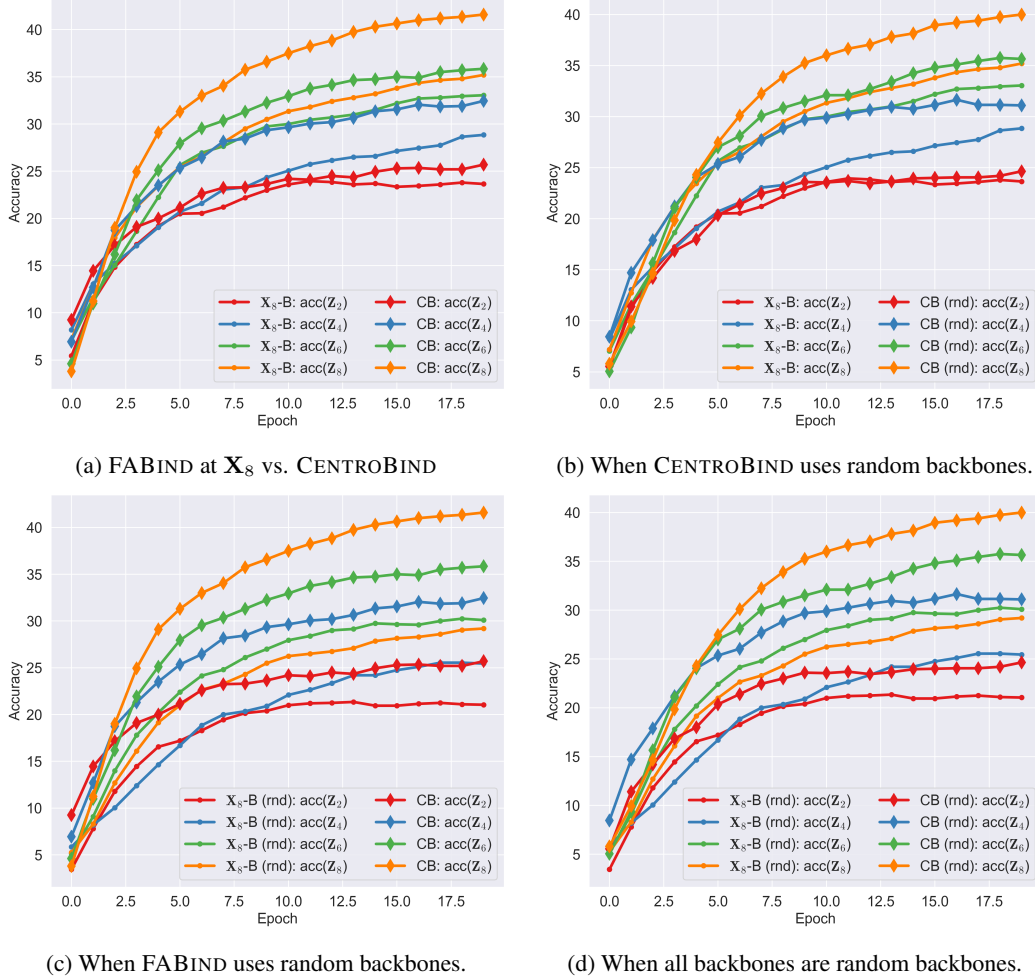 40
35
30
25
20
15
10
5
Accuracy
0.0 2.5 5.0 7.5 10.0 12.5 15.0 17.5
Epoch
X₈-B: acc(Z₂) CB: acc(Z₂)
X₈-B: acc(Z₄) CB: acc(Z₄)
X₈-B: acc(Z₆) CB: acc(Z₆)
X₈-B: acc(Z₈) CB: acc(Z₈)
(a) FABIND at X₈ vs. CENTROBIND
40
35
30
25
20
15
10
5
Accuracy
0.0 2.5 5.0 7.5 10.0 12.5 15.0 17.5
Epoch
X₈-B: acc(Z₂) CB (rnd): acc(Z₂)
X₈-B: acc(Z₄) CB (rnd): acc(Z₄)
X₈-B: acc(Z₆) CB (rnd): acc(Z₆)
X₈-B: acc(Z₈) CB (rnd): acc(Z₈)
(b) When CENTROBIND uses random backbones.
40
35
30
25
20
15
10
5
Accuracy
0.0 2.5 5.0 7.5 10.0 12.5 15.0 17.5
Epoch
X₈-B (rnd): acc(Z₂) CB: acc(Z₂)
X₈-B (rnd): acc(Z₄) CB: acc(Z₄)
X₈-B (rnd): acc(Z₆) CB: acc(Z₆)
X₈-B (rnd): acc(Z₈) CB: acc(Z₈)
(c) When FABIND uses random backbones.
40
35
30
25
20
15
10
5
Accuracy
0.0 2.5 5.0 7.5 10.0 12.5 15.0 17.5
Epoch
X₈-B (rnd): acc(Z₂) CB (rnd): acc(Z₂)
X₈-B (rnd): acc(Z₄) CB (rnd): acc(Z₄)
X₈-B (rnd): acc(Z₆) CB (rnd): acc(Z₆)
X₈-B (rnd): acc(Z₈) CB (rnd): acc(Z₈)
(d) When all backbones are random backbones.